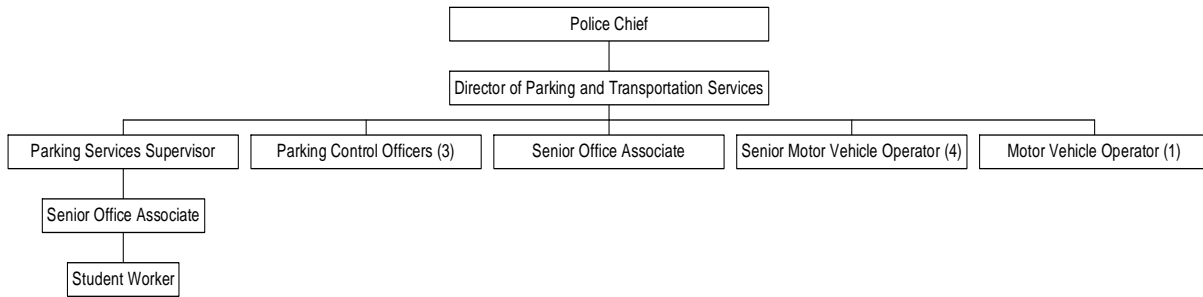 Police Chief
Director of Parking and Transportation Services
Parking Services Supervisor
Parking Control Officers (3)
Senior Office Associate
Senior Motor Vehicle Operator (4)
Motor Vehicle Operator (1)
Senior Office Associate
Student Worker